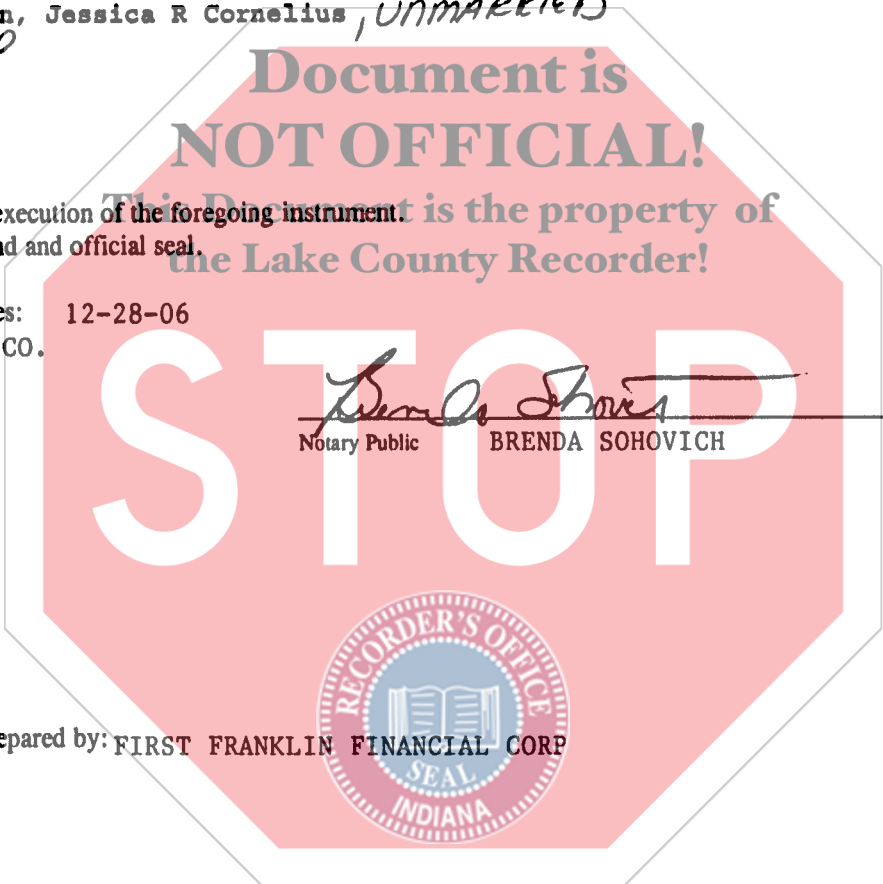 n, Jessica R Cornelius, UNMARRIED
Document is
NOT OFFICIAL!
This Document is the property of
the Lake County Recorder!
execution of the foregoing instrument.
nd and official seal.
es: 12-28-06
CO.
STOP
Notary Public BRENDA SOHOVICH
RECORDER'S OFFICE
SEAL
INDIANA
epared by: FIRST FRANKLIN FINANCIAL CORP